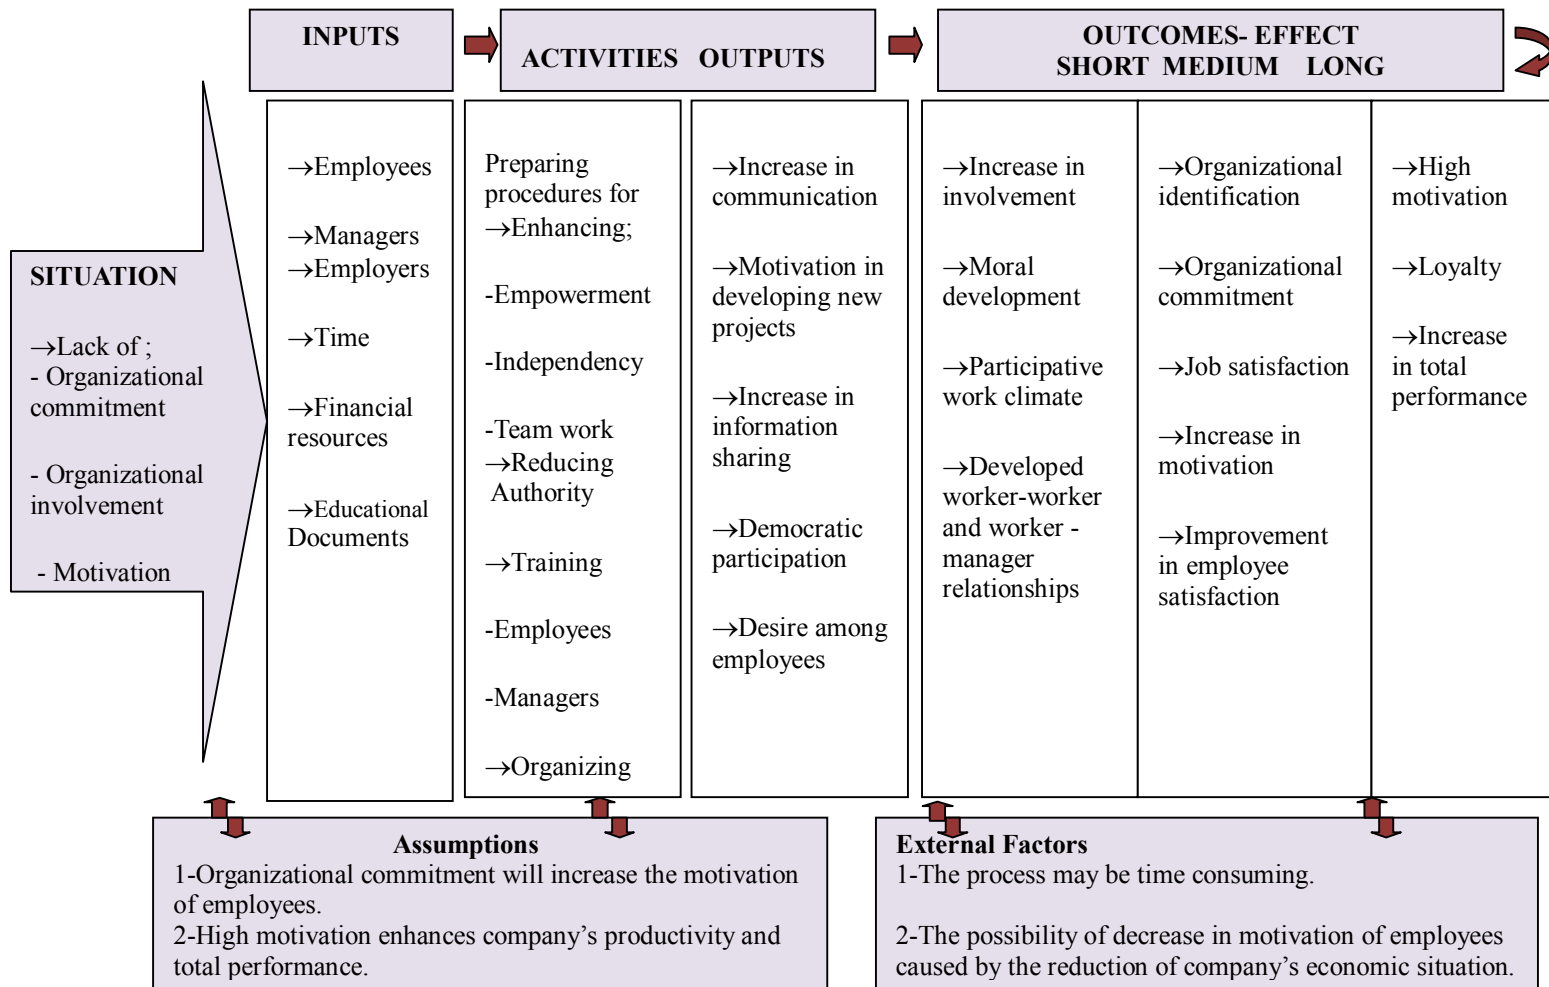 INPUTS
ACTIVITIES OUTPUTS
OUTCOMES- EFFECT
SHORT MEDIUM LONG
SITUATION
→Lack of ;
- Organizational
commitment
- Organizational
involvement
- Motivation
→Employees
→Managers
→Employers
→Time
→Financial
resources
→Educational
Documents
Preparing
procedures for
→Enhancing;
-Empowerment
-Independency
-Team work
→Reducing
Authority
→Training
-Employees
-Managers
→Organizing
→Increase in
communication
→Motivation in
developing new
projects
→Increase in
information
sharing
→Democratic
participation
→Desire among
employees
→Increase in
involvement
→Moral
development
→Participative
work climate
→Developed
worker-worker
and worker -
manager
relationships
→Organizational
identification
→Organizational
commitment
→Job satisfaction
→Increase in
motivation
→Improvement
in employee
satisfaction
→High
motivation
→Loyalty
→Increase
in total
performance
Assumptions
1-Organizational commitment will increase the motivation
of employees.
2-High motivation enhances company’s productivity and
total performance.
External Factors
1-The process may be time consuming.
2-The possibility of decrease in motivation of employees
caused by the reduction of company’s economic situation.